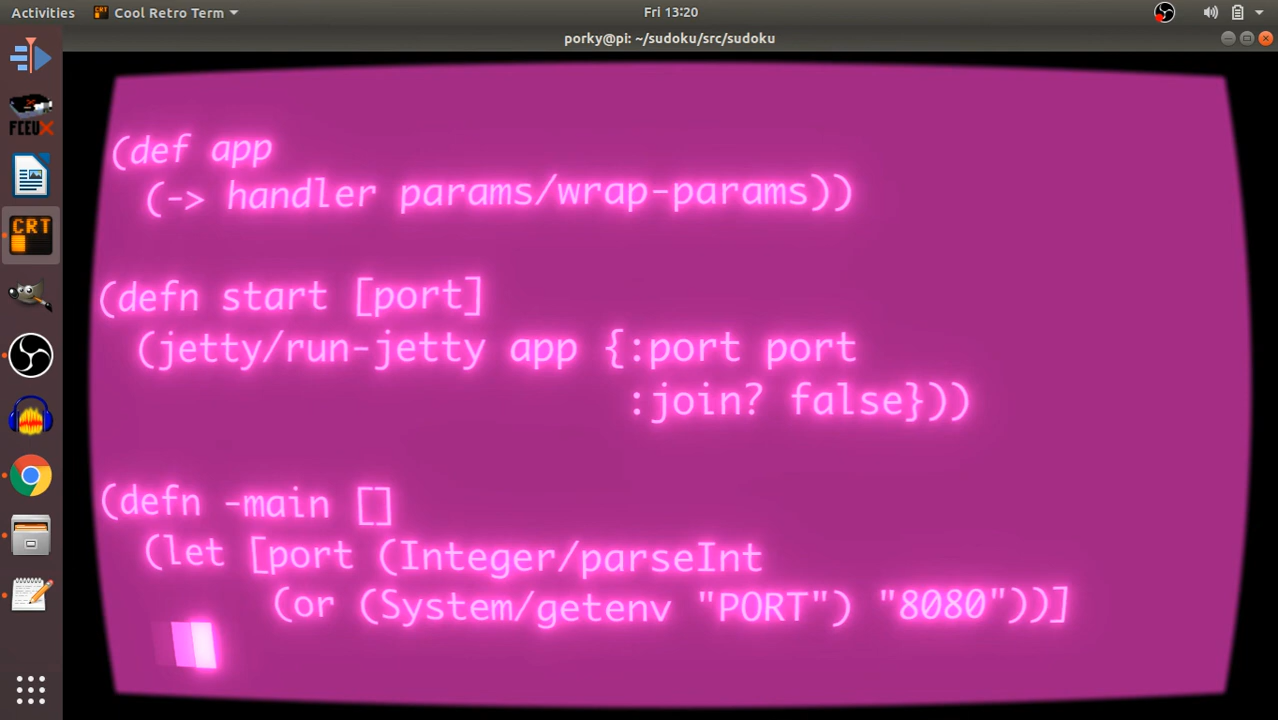 Activities
Cool Retro Term
Fri 13:20
porky@pi: ~/sudoku/src/sudoku
FCEUX
CRT
(def app
(-> handler params/wrap-params))
(defn start [port]
(jetty/run-jetty app {:port port
:join? false}))
(defn -main []
(let [port (Integer/parseInt
(or (System/getenv "PORT") "8080"))]